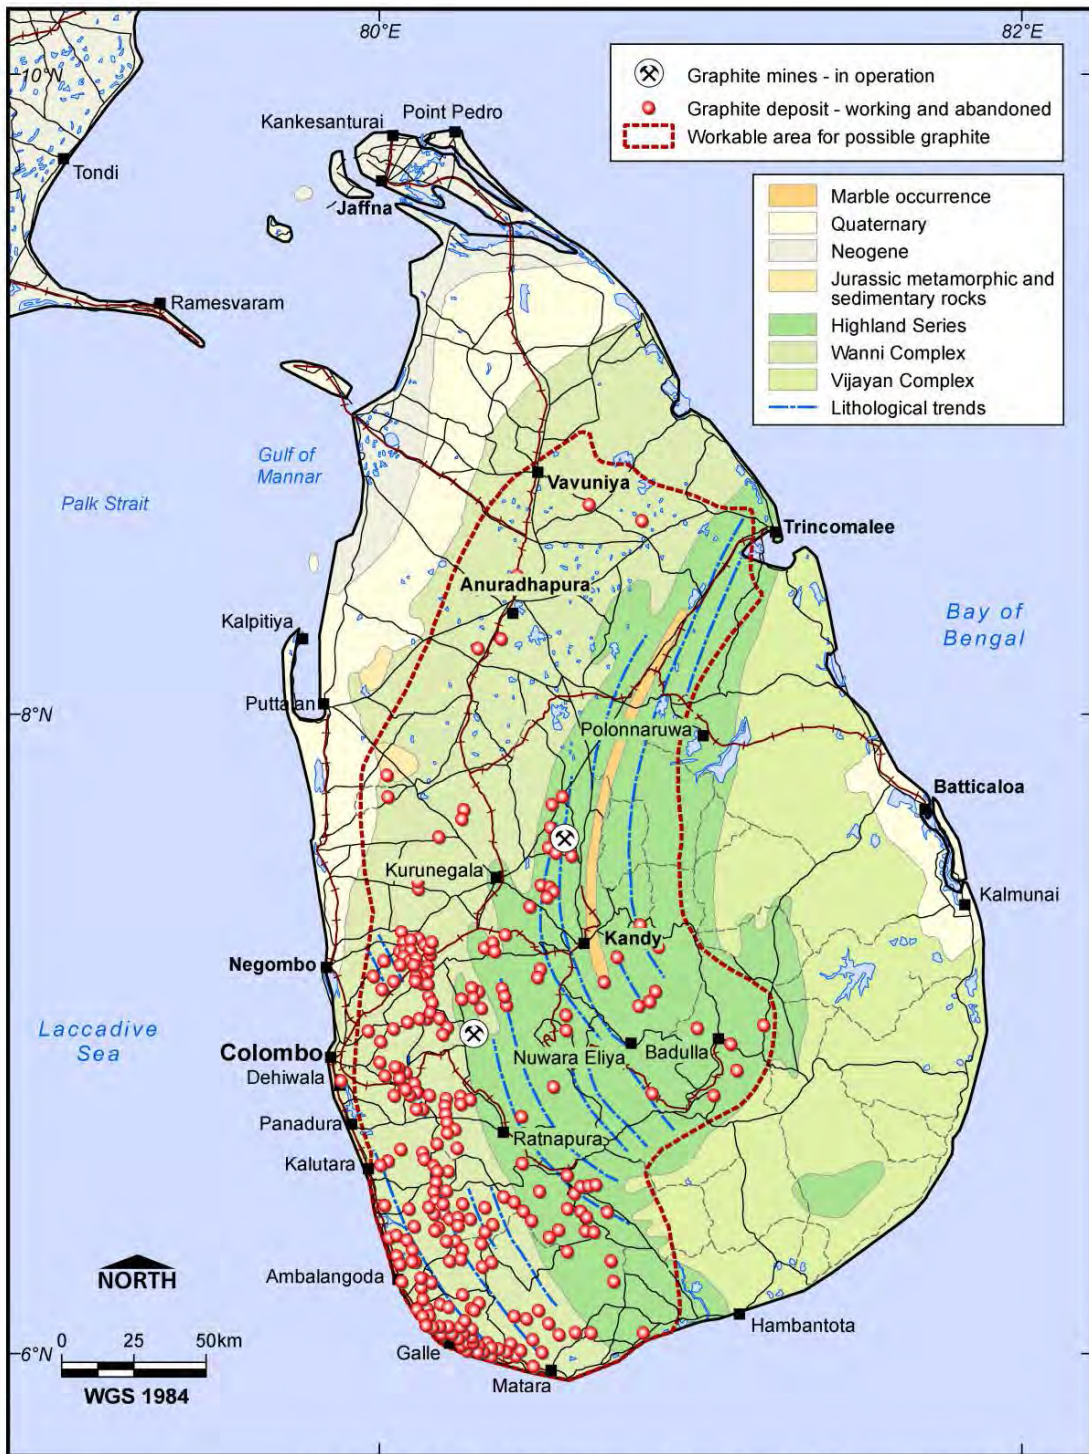 80°E
82°E
10°N
Graphite mines - in operation
Graphite deposit - working and abandoned
Workable area for possible graphite
Marble occurrence
Quaternary
Neogene
Jurassic metamorphic and
sedimentary rocks
Highland Series
Wanni Complex
Vijayan Complex
Lithological trends
Point Pedro
Kankesanturai
Tondi
Jaffna
Ramesvaram
Gulf of
Mannar
Palk Strait
Vavuniya
Trincomalee
Anuradhapura
Kalpitiya
Bay of
Bengal
Puttalan
8°N
Polonnaruwa
Batticaloa
Kurunegala
Kalmunai
Kandy
Negombo
Laccadive
Sea
Colombo
Nuwara Eliya
Badulla
Dehiwala
Panadura
Ratnapura
Kalutara
NORTH
Ambalangoda
Hambantota
0 25 50km
Galle
6°N
Matara
WGS 1984